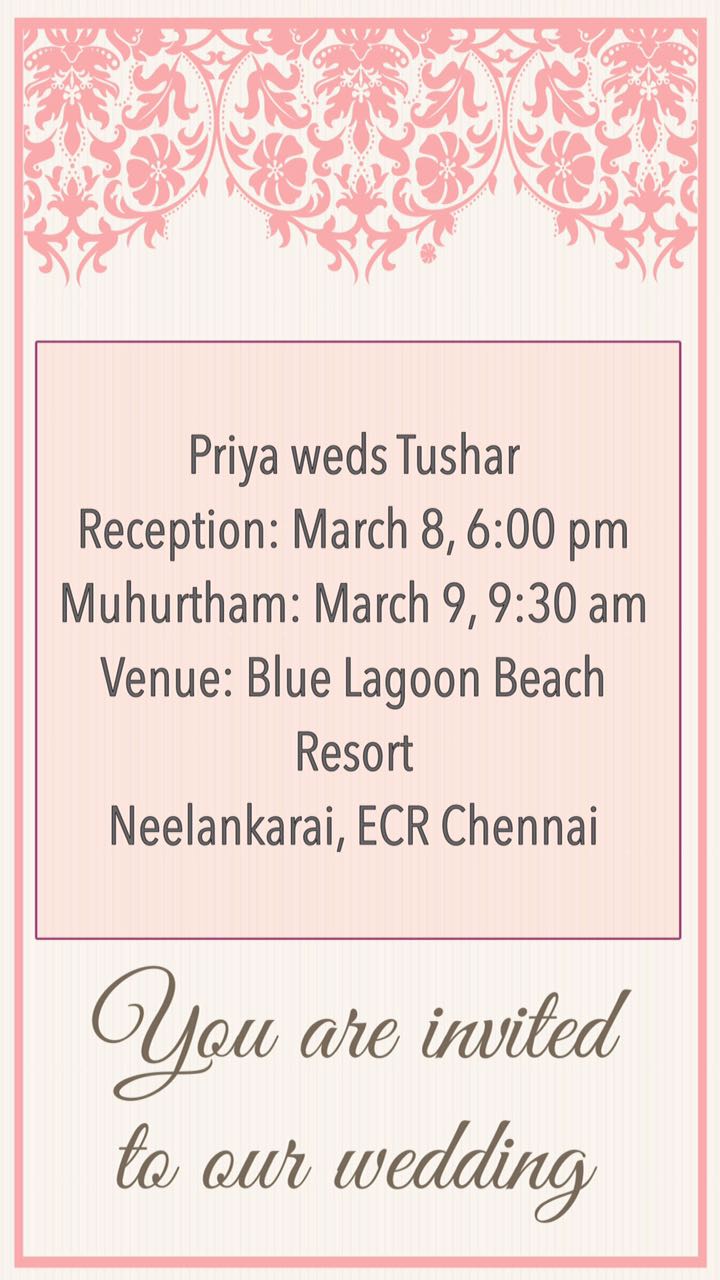 Priya weds Tushar
Reception: March 8, 6:00 pm
Muhurtham: March 9, 9:30 am
Venue: Blue Lagoon Beach
Resort
Neelankarai, ECR Chennai
You are invited
to our wedding